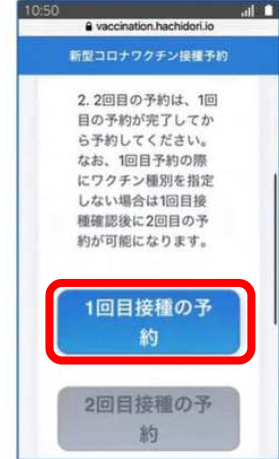 10:50
vaccination.hachidori.io
新型コロナワクチン接種予約
2. 2回目の予約は、1回
目の予約が完了してか
ら予約してください。
なお、1回目予約の際
にワクチン種別を指定
しない場合は1回目接
種確認後に2回目の予
約が可能になります。
1回目接種の予
約
2回目接種の予
約